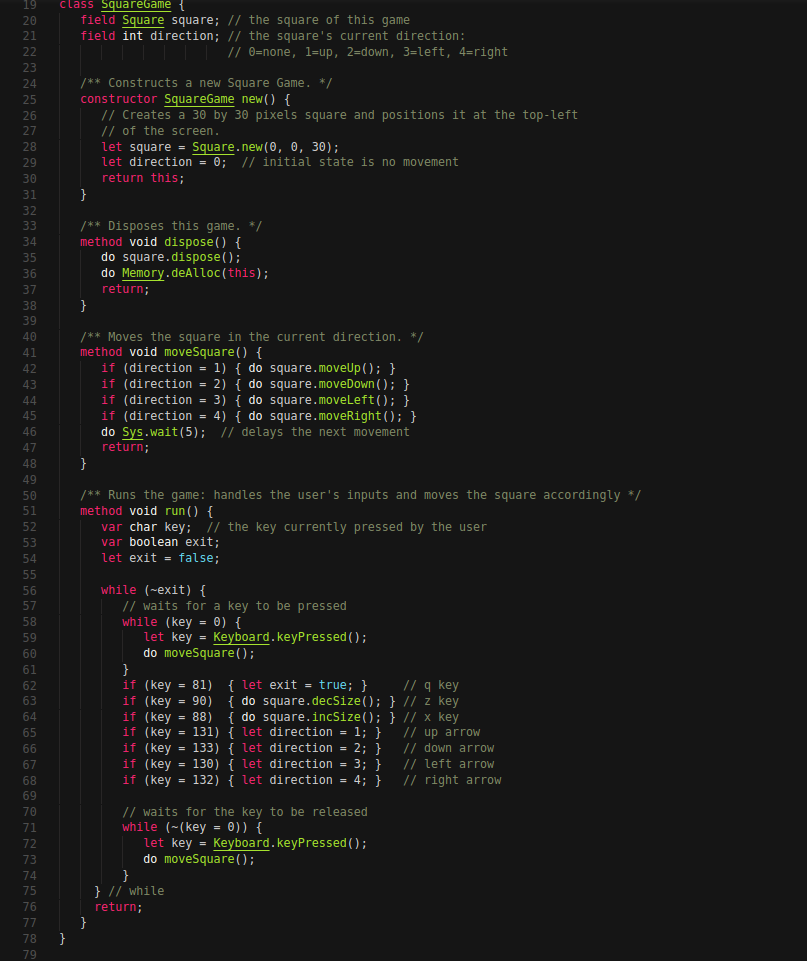 19 class SquareGame {
20    field Square square; // the square of this game
21    field int direction; // the square's current direction:
22                         // 0=none, 1=up, 2=down, 3=left, 4=right
23
24    /** Constructs a new Square Game. */
25    constructor SquareGame new() {
26       // Creates a 30 by 30 pixels square and positions it at the top-left
27       // of the screen.
28       let square = Square.new(0, 0, 30);
29       let direction = 0;  // initial state is no movement
30       return this;
31    }
32
33    /** Disposes this game. */
34    method void dispose() {
35       do square.dispose();
36       do Memory.deAlloc(this);
37       return;
38    }
39
40    /** Moves the square in the current direction. */
41    method void moveSquare() {
42       if (direction = 1) { do square.moveUp(); }
43       if (direction = 2) { do square.moveDown(); }
44       if (direction = 3) { do square.moveLeft(); }
45       if (direction = 4) { do square.moveRight(); }
46       do Sys.wait(5);  // delays the next movement
47       return;
48    }
49
50    /** Runs the game: handles the user's inputs and moves the square accordingly */
51    method void run() {
52       var char key;  // the key currently pressed by the user
53       var boolean exit;
54       let exit = false;
55
56       while (~exit) {
57          // waits for a key to be pressed
58          while (key = 0) {
59             let key = Keyboard.keyPressed();
60             do moveSquare();
61          }
62          if (key = 81)  { let exit = true; }     // q key
63          if (key = 90)  { do square.decSize(); } // z key
64          if (key = 88)  { do square.incSize(); } // x key
65          if (key = 131) { let direction = 1; }   // up arrow
66          if (key = 133) { let direction = 2; }   // down arrow
67          if (key = 130) { let direction = 3; }   // left arrow
68          if (key = 132) { let direction = 4; }   // right arrow
69
70          // waits for the key to be released
71          while (~(key = 0)) {
72             let key = Keyboard.keyPressed();
73             do moveSquare();
74          }
75      } // while
76      return;
77    }
78 }
79